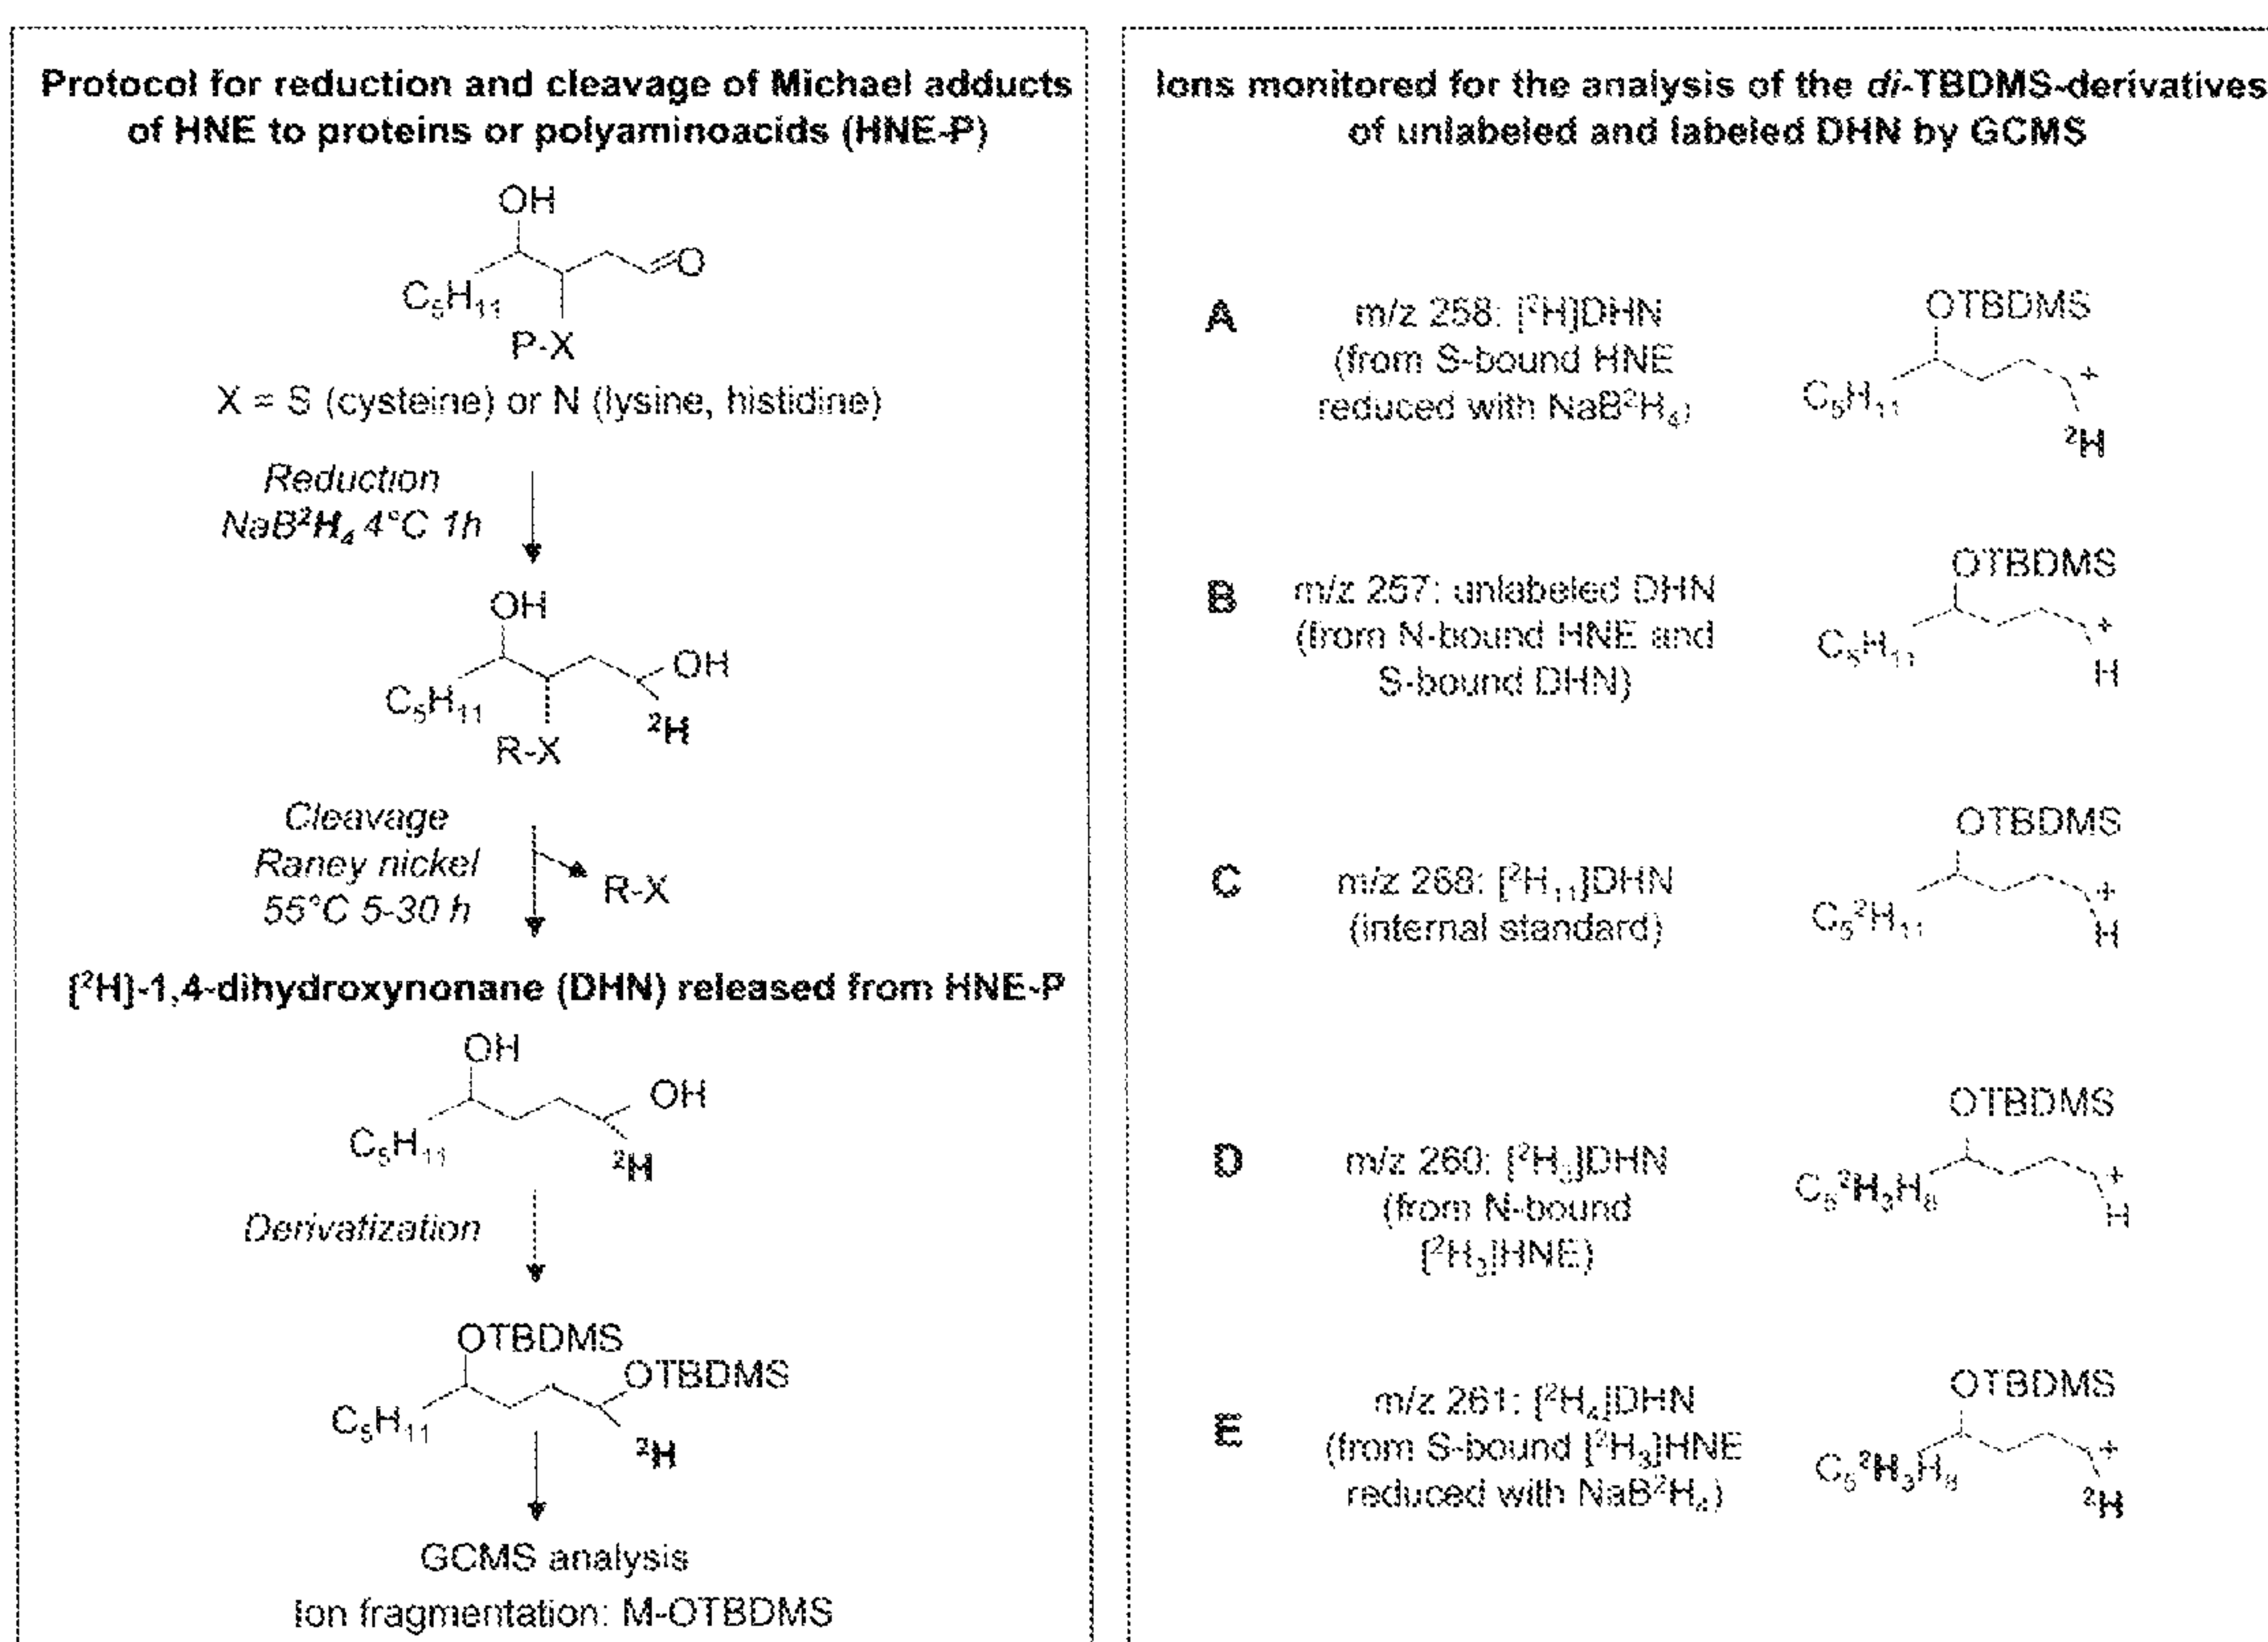 Protocol for reduction and cleavage of Michael adducts
of HNE to proteins or polyaminoacids (HNE-P)
OH
O
C₅H₁₁
P-X
X = S (cysteine) or N (lysine, histidine)
Reduction
NaB²H₄ 4°C 1h
OH
OH
C₅H₁₁
²H
R-X
Cleavage
Raney nickel
55°C 5-30 h
R-X
[²H]-1,4-dihydroxynonane (DHN) released from HNE-P
OH
OH
C₅H₁₁
²H
Derivatization
OTBDMS
OTBDMS
C₅H₁₁
²H
GCMS analysis
Ion fragmentation: M-OTBDMS
Ions monitored for the analysis of the di-TBDMS-derivatives
of unlabeled and labeled DHN by GCMS
A
m/z 258: [²H]DHN
(from S-bound HNE
reduced with NaB²H₄)
OTBDMS
C₅H₁₁
+
²H
B
m/z 257: unlabeled DHN
(from N-bound HNE and
S-bound DHN)
OTBDMS
C₅H₁₁
+
H
C
m/z 268: [²H₁₁]DHN
(internal standard)
OTBDMS
C₅²H₁₁
+
H
D
m/z 260: [²H₃]DHN
(from N-bound
[²H₃]HNE)
OTBDMS
C₅²H₃H₈
+
H
E
m/z 261: [²H₄]DHN
(from S-bound [²H₃]HNE
reduced with NaB²H₄)
OTBDMS
C₅²H₃H₈
+
²H